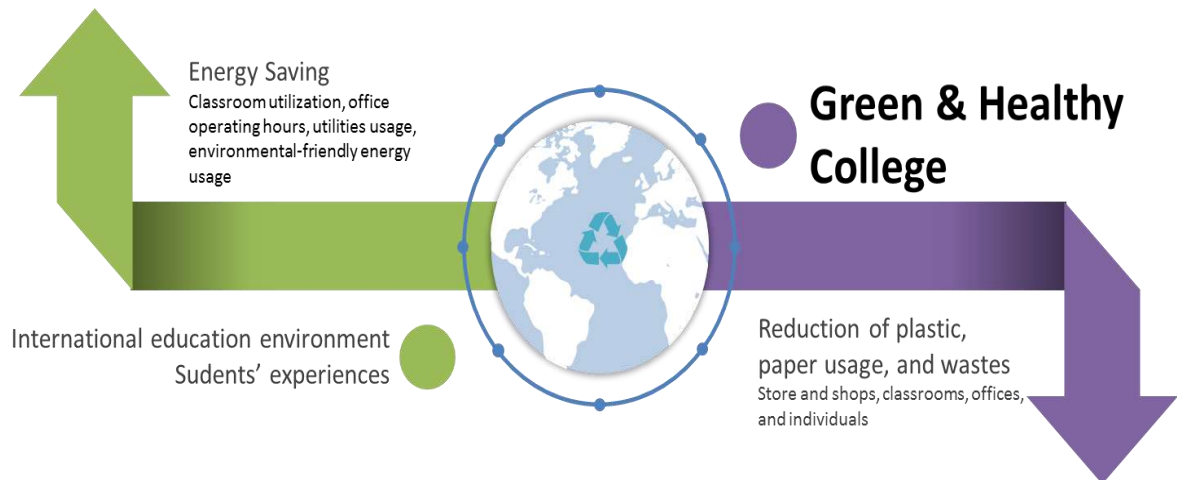 Energy Saving
Classroom utilization, office
operating hours, utilities usage,
environmental-friendly energy
usage
Green & Healthy
College
International education environment
Sudents' experiences
Reduction of plastic,
paper usage, and wastes
Store and shops, classrooms, offices,
and individuals